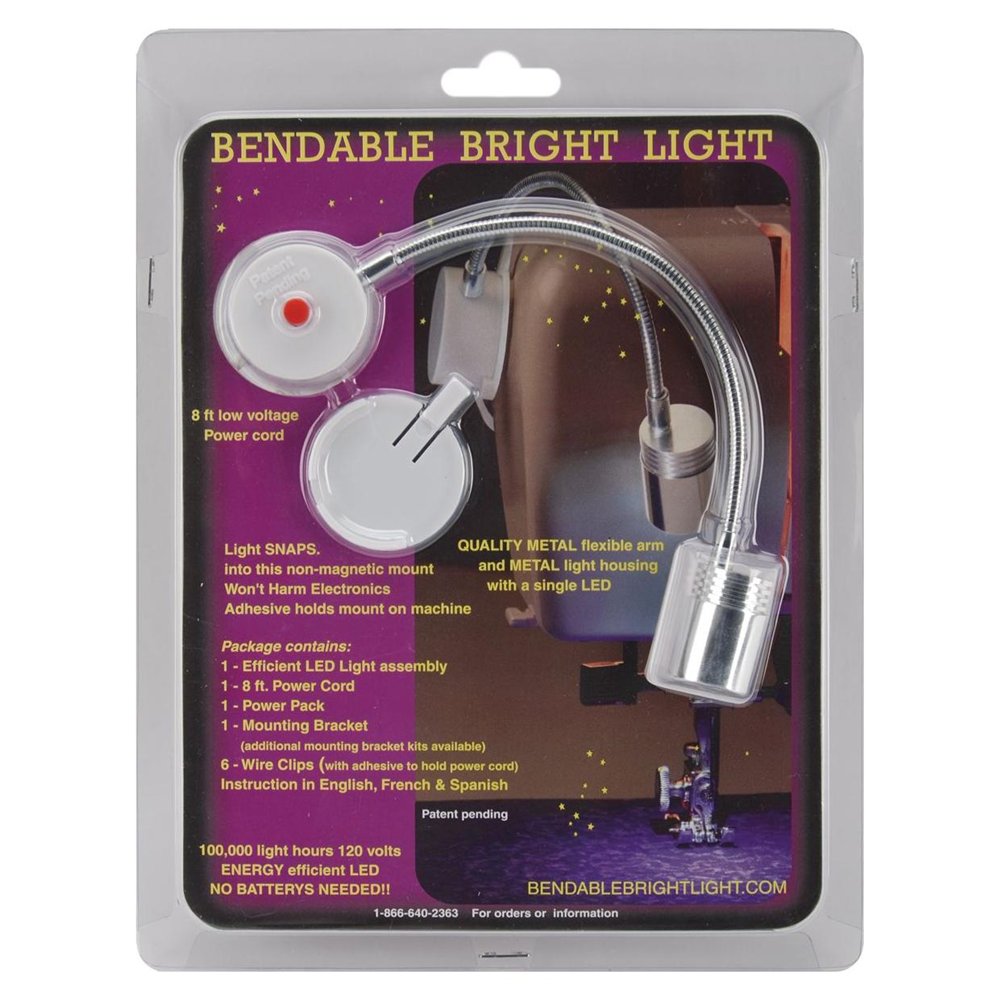 BENDABLE BRIGHT LIGHT
Patent
Pending
8 ft low voltage
Power cord
Light SNAPS.
into this non-magnetic mount
Won't Harm Electronics
Adhesive holds mount on machine
QUALITY METAL flexible arm
and METAL light housing
with a single LED
Package contains:
1 - Efficient LED Light assembly
1 - 8 ft. Power Cord
1 - Power Pack
1 - Mounting Bracket
(additional mounting bracket kits available)
6 - Wire Clips (with adhesive to hold power cord)
Instruction in English, French & Spanish
Patent pending
100,000 light hours 120 volts
ENERGY efficient LED
NO BATTERYS NEEDED!!
BENDABLEBRIGHTLIGHT.COM
1-866-640-2363 For orders or information